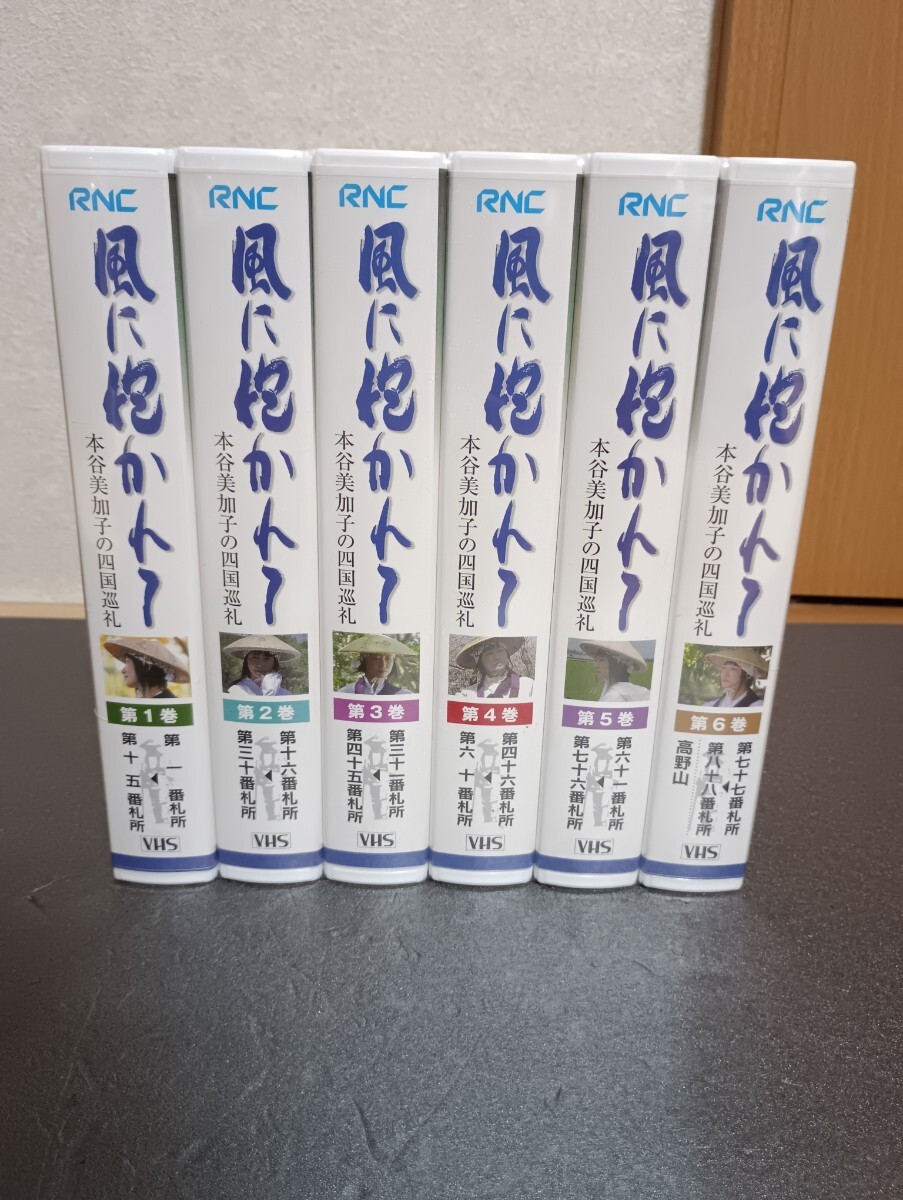 RNC
風に抱かれて
本谷美加子の四国巡礼
第1巻
第一番札所
第十五番札所
VHS
RNC
風に抱かれて
本谷美加子の四国巡礼
第2巻
第十六番札所
第三十番札所
VHS
RNC
風に抱かれて
本谷美加子の四国巡礼
第3巻
第三十一番札所
第四十五番札所
VHS
RNC
風に抱かれて
本谷美加子の四国巡礼
第4巻
第四十六番札所
第六十番札所
VHS
RNC
風に抱かれて
本谷美加子の四国巡礼
第5巻
第六十一番札所
第七十六番札所
VHS
RNC
風に抱かれて
本谷美加子の四国巡礼
第6巻
第七十七番札所
第八十八番札所
高野山
VHS